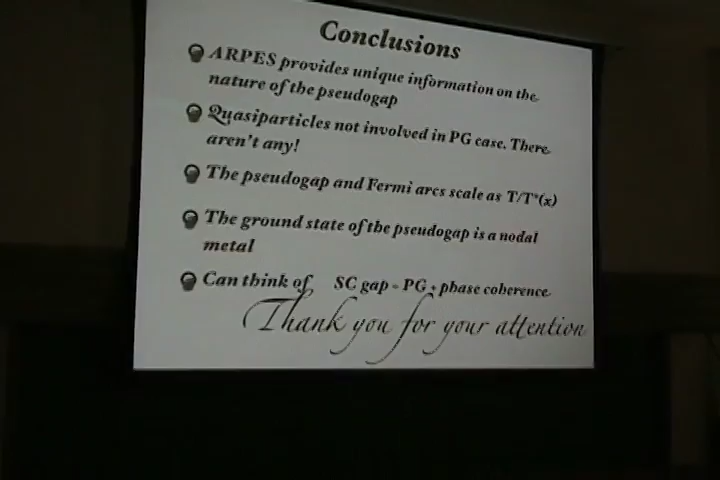 Conclusions
ARPES provides unique information on the
nature of the pseudogap
Quasiparticles not involved in PG case. There
aren't any!
The pseudogap and Fermi arcs scale as T/T*(x)
The ground state of the pseudogap is a nodal
metal
Can think of SC gap = PG + phase coherence
Thank you for your attention